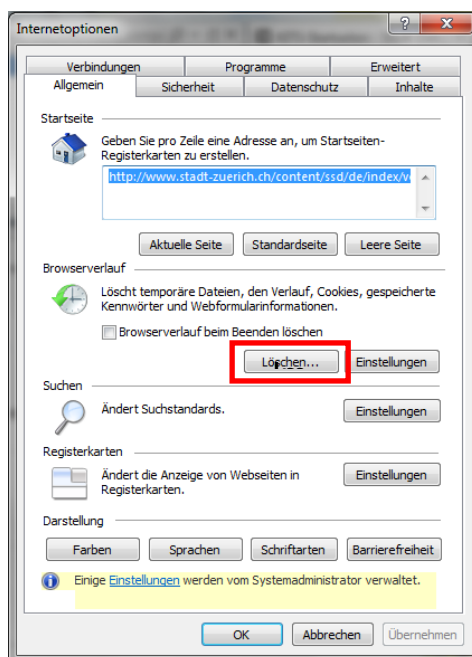 Internetoptionen
Verbindungen Programme Erweitert
Allgemein Sicherheit Datenschutz Inhalte
Startseite
Geben Sie pro Zeile eine Adresse an, um Startseiten-
Registerkarten zu erstellen.
http://www.stadt-zuerich.ch/content/ssd/de/index/v
Aktuelle Seite Standardseite Leere Seite
Browserverlauf
Löscht temporäre Dateien, den Verlauf, Cookies, gespeicherte
Kennwörter und Webformularinformationen.
Browserverlauf beim Beenden löschen
Löschen... Einstellungen
Suchen
Ändert Suchstandards.
Einstellungen
Registerkarten
Ändert die Anzeige von Webseiten in
Registerkarten.
Einstellungen
Darstellung
Farben Sprachen Schriftarten Barrierefreiheit
Einige Einstellungen werden vom Systemadministrator verwaltet.
OK Abbrechen Übernehmen